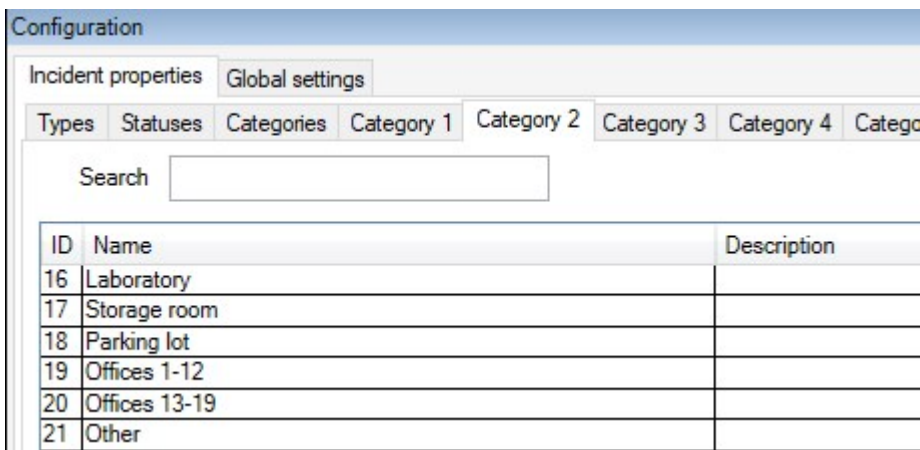 Configuration
Incident properties Global settings
Types Statuses Categories Category 1 Category 2 Category 3 Category 4 Catego
Search
ID Name Description
16 Laboratory
17 Storage room
18 Parking lot
19 Offices 1-12
20 Offices 13-19
21 Other